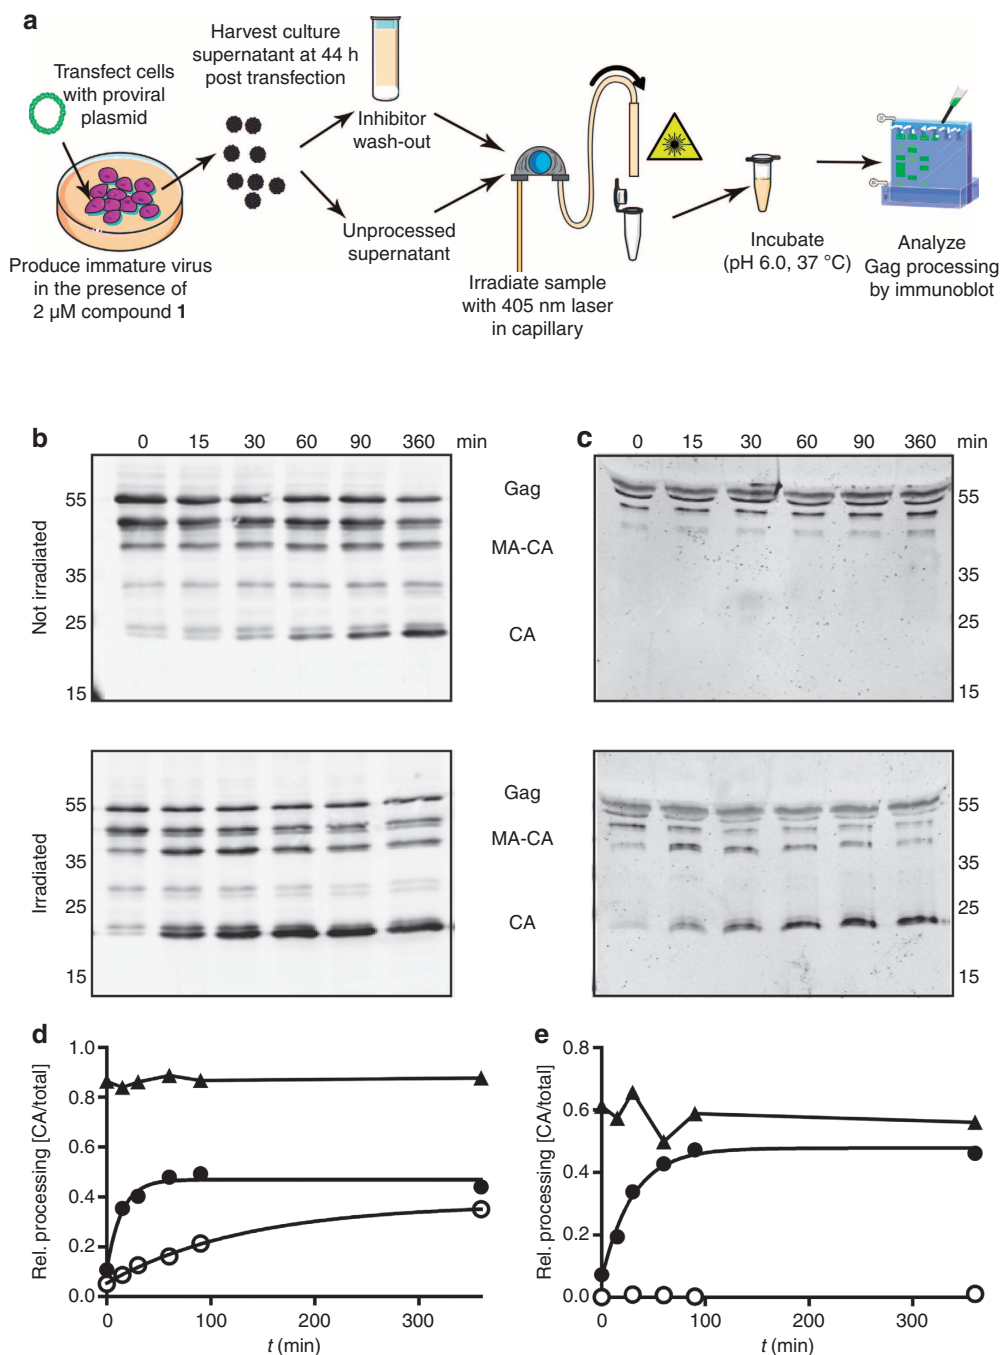 a
Transfect cells
with proviral
plasmid
Harvest culture
supernatant at 44 h
post transfection
Inhibitor
wash-out
Unprocessed
supernatant
Produce immature virus
in the presence of
2 µM compound 1
Irradiate sample
with 405 nm laser
in capillary
Incubate
(pH 6.0, 37 °C)
Analyze
Gag processing
by immunoblot
b
0 15 30 60 90 360 min
Not irradiated
55
35
25
15
Gag
MA-CA
CA
c
0 15 30 60 90 360 min
55
35
25
15
Irradiated
55
35
25
15
Gag
MA-CA
CA
55
35
25
15
d
Rel. processing [CA/total]
1.0
0.8
0.6
0.4
0.2
0.0
0 100 200 300
t (min)
e
Rel. processing [CA/total]
0.8
0.6
0.4
0.2
0.0
0 100 200 300
t (min)